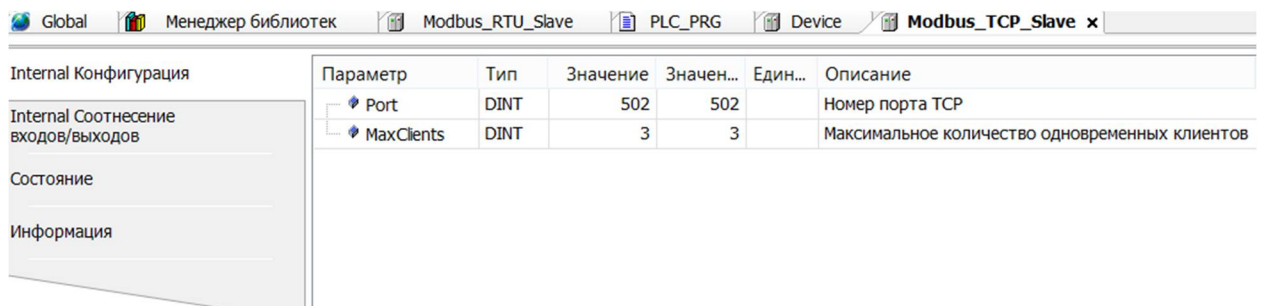 Global Менеджер библиотек Modbus_RTU_Slave PLC_PRG Device Modbus_TCP_Slave x
Internal Конфигурация
Internal Соотнесение
входов/выходов
Состояние
Информация
Параметр Тип Значение Значен... Един... Описание
Port DINT 502 502 Номер порта TCP
MaxClients DINT 3 3 Максимальное количество одновременных клиентов